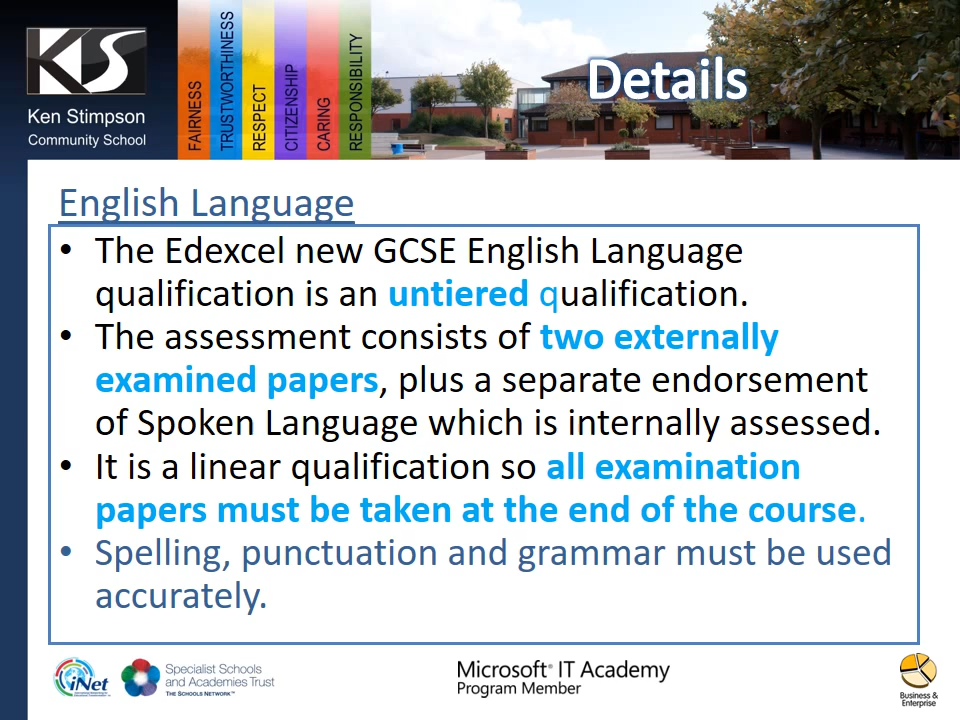 KS
Ken Stimpson
Community School
FAIRNESS
TRUSTWORTHINESS
RESPECT
CITIZENSHIP
CARING
RESPONSIBILITY
Details
English Language
• The Edexcel new GCSE English Language
qualification is an untiered qualification.
• The assessment consists of two externally
examined papers, plus a separate endorsement
of Spoken Language which is internally assessed.
• It is a linear qualification so all examination
papers must be taken at the end of the course.
• Spelling, punctuation and grammar must be used
accurately.
iNet
Specialist Schools
and Academies Trust
THE SCHOOLS NETWORK™
Microsoft® IT Academy
Program Member
Business &
Enterprise